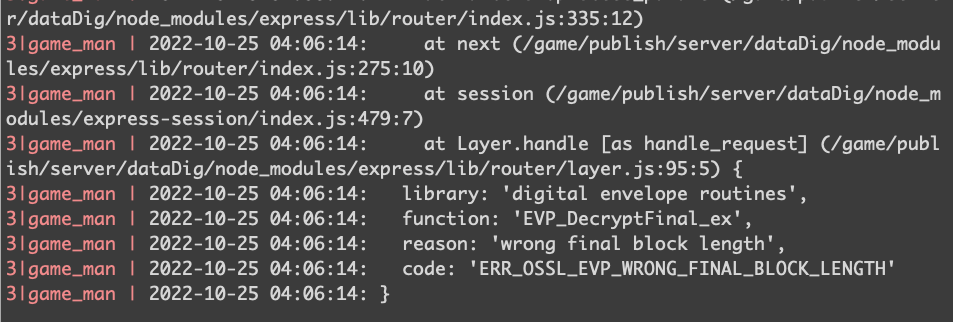 r/dataDig/node_modules/express/lib/router/index.js:335:12)
3|game_man | 2022-10-25 04:06:14:     at next (/game/publish/server/dataDig/node_modu
les/express/lib/router/index.js:275:10)
3|game_man | 2022-10-25 04:06:14:     at session (/game/publish/server/dataDig/node_m
odules/express-session/index.js:479:7)
3|game_man | 2022-10-25 04:06:14:     at Layer.handle [as handle_request] (/game/publ
ish/server/dataDig/node_modules/express/lib/router/layer.js:95:5) {
3|game_man | 2022-10-25 04:06:14:   library: 'digital envelope routines',
3|game_man | 2022-10-25 04:06:14:   function: 'EVP_DecryptFinal_ex',
3|game_man | 2022-10-25 04:06:14:   reason: 'wrong final block length',
3|game_man | 2022-10-25 04:06:14:   code: 'ERR_OSSL_EVP_WRONG_FINAL_BLOCK_LENGTH'
3|game_man | 2022-10-25 04:06:14: }